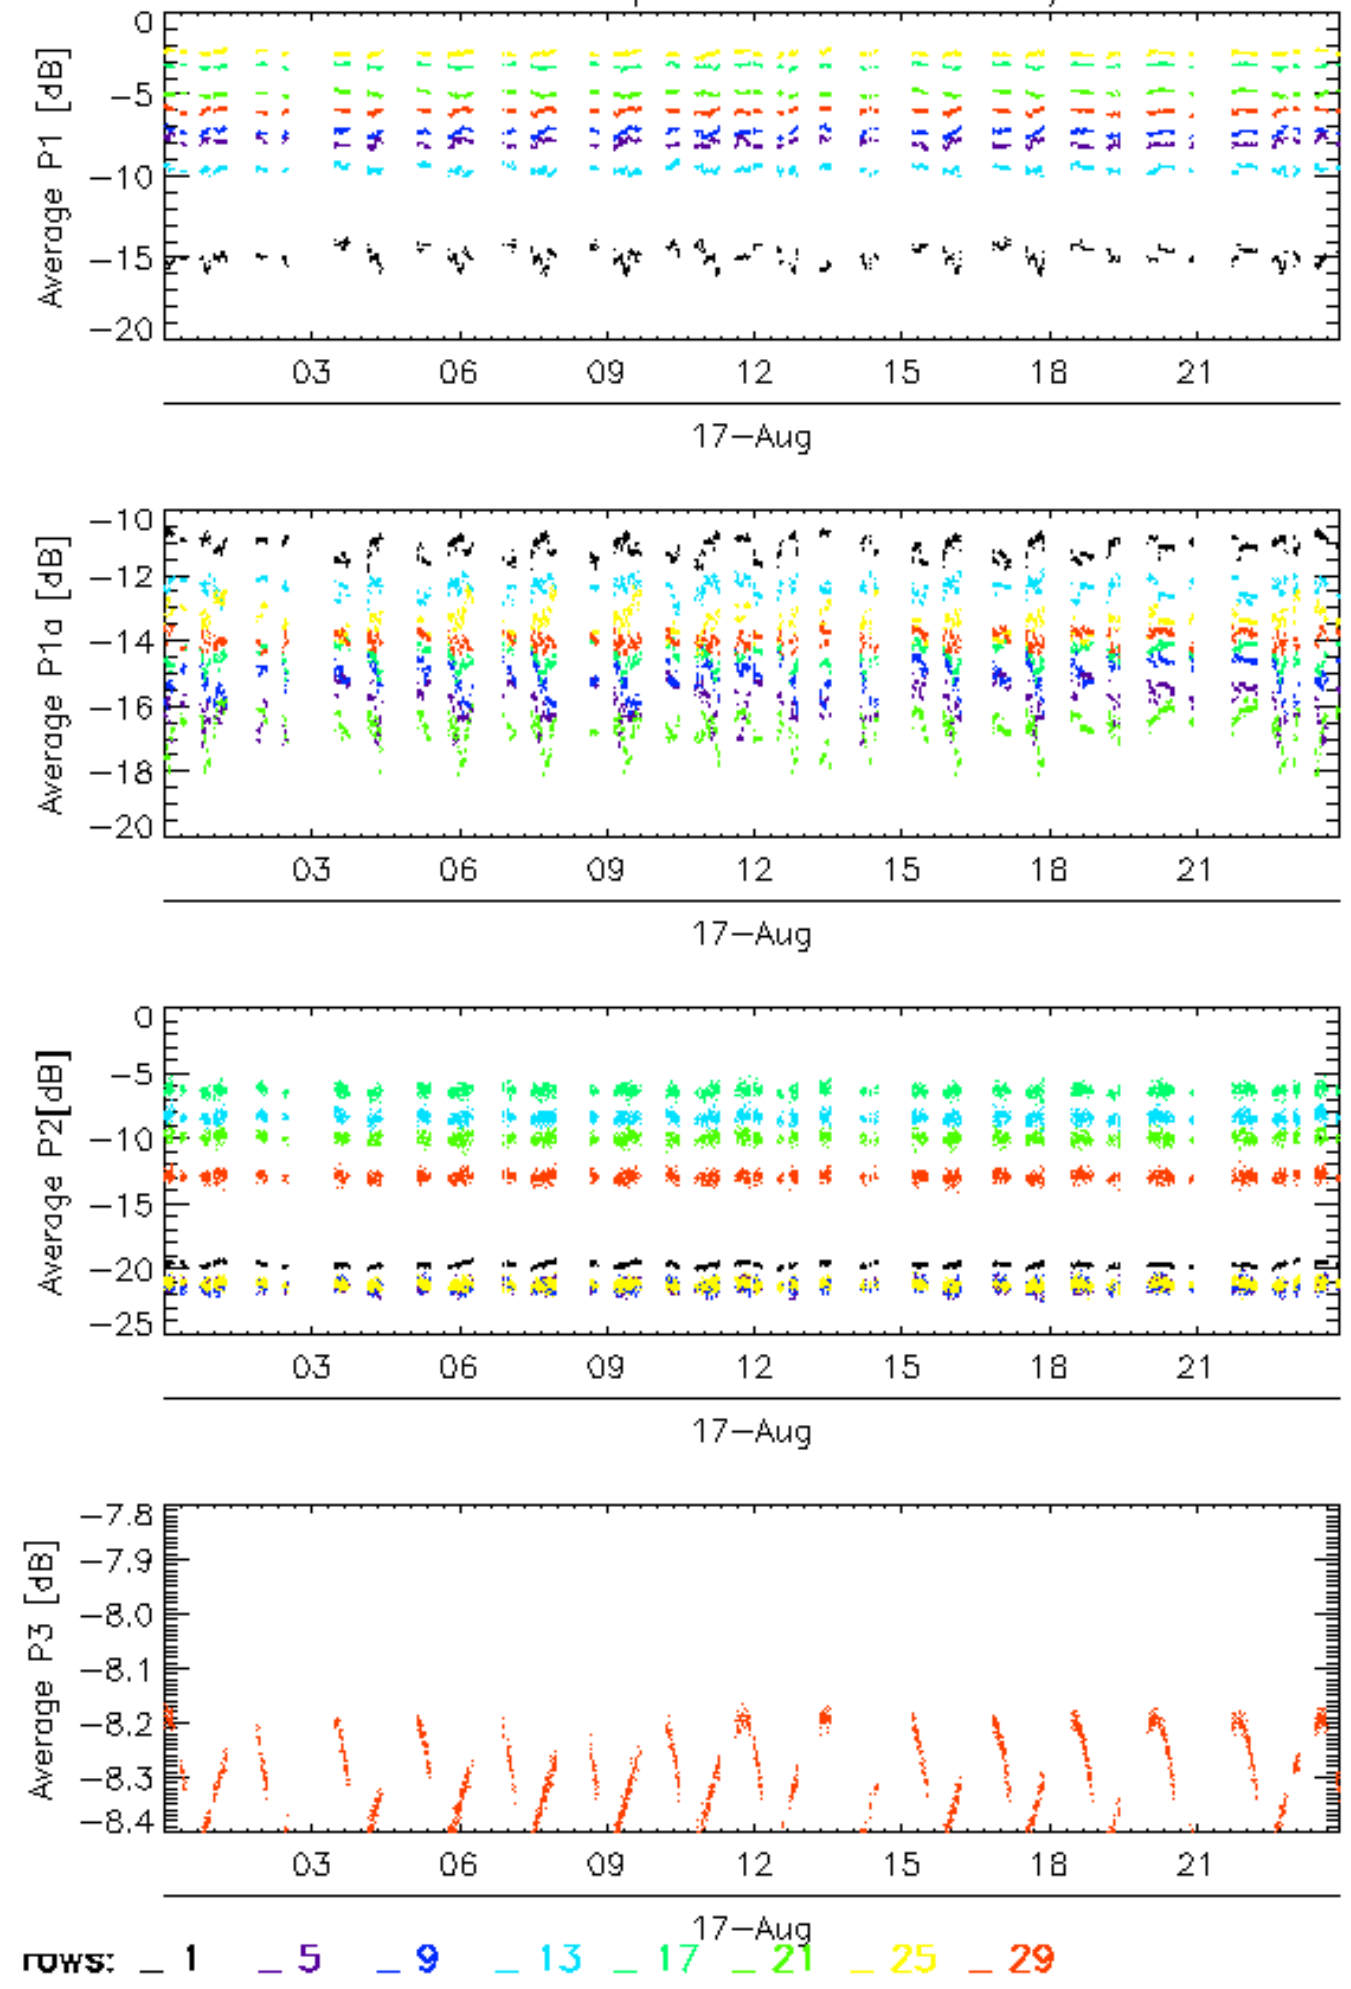 0
−5
−10
−15
−20
Average P1 [dB]
03 06 09 12 15 18 21
17−Aug
−10
−12
−14
−16
−18
−20
Average P1a [dB]
03 06 09 12 15 18 21
17−Aug
0
−5
−10
−15
−20
−25
Average P2[dB]
03 06 09 12 15 18 21
17−Aug
−7.8
−7.9
−8.0
−8.1
−8.2
−8.3
−8.4
Average P3 [dB]
03 06 09 12 15 18 21
17−Aug
rows: _ 1 _ 5 _ 9 _ 13 _ 17 _ 21 _ 25 _ 29